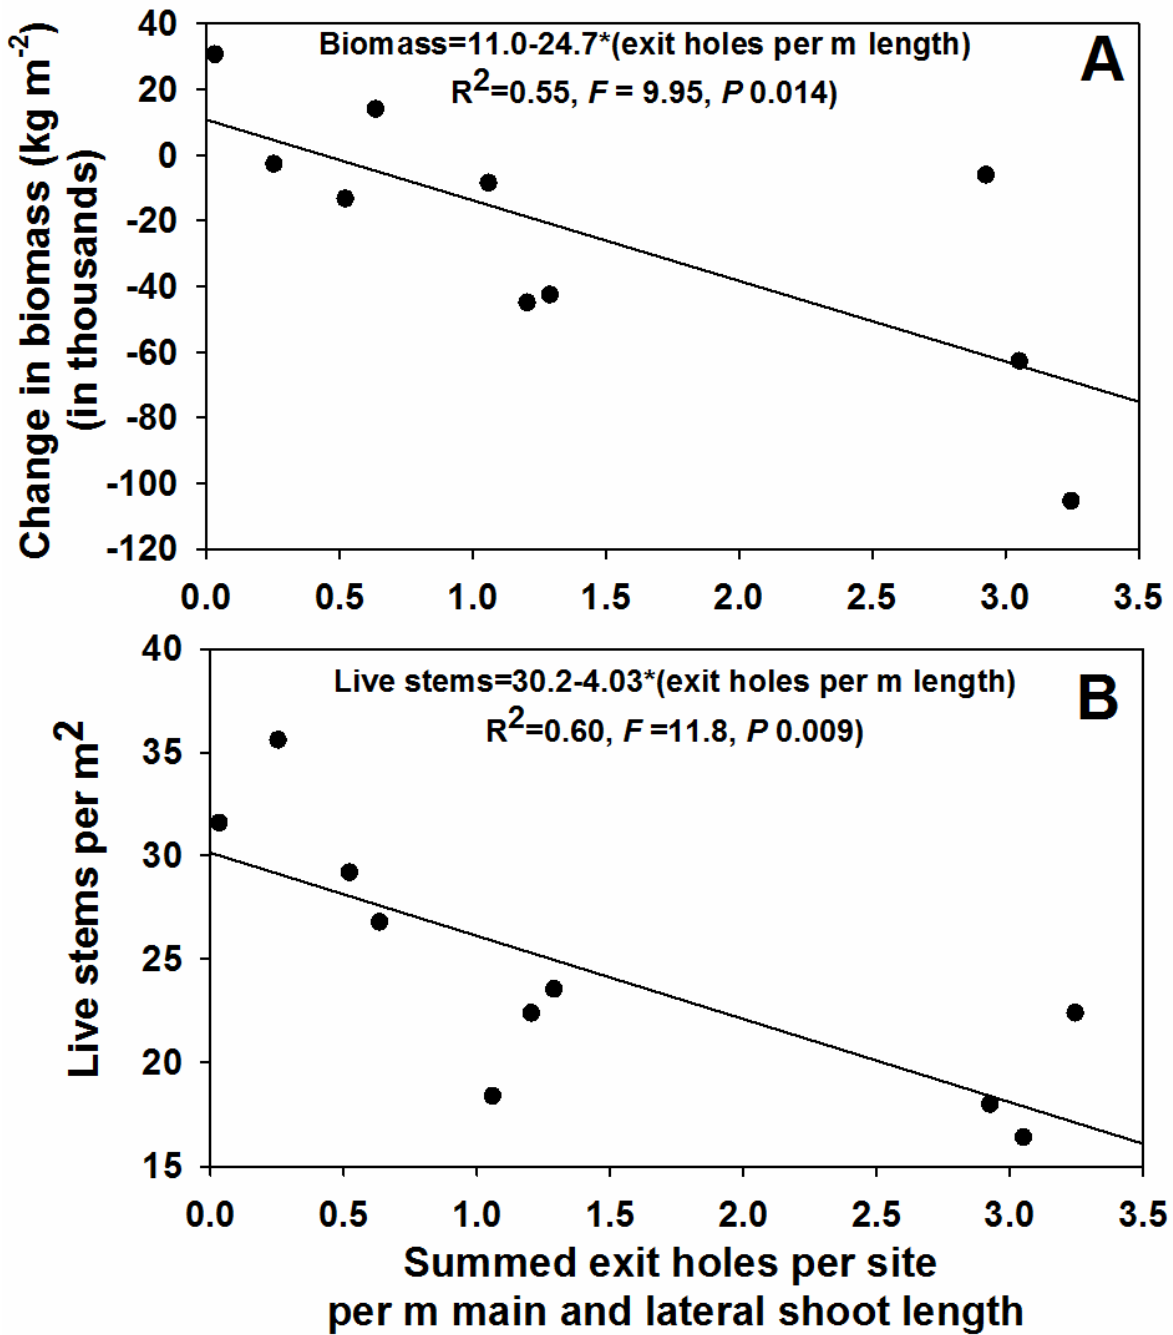 Change in biomass (kg m-2)
(in thousands)
40
20
0
-20
-40
-60
-80
-100
-120
Biomass=11.0-24.7*(exit holes per m length)
R2=0.55, F = 9.95, P 0.014)
A
0.0 0.5 1.0 1.5 2.0 2.5 3.0 3.5
Live stems per m2
40
35
30
25
20
15
Live stems=30.2-4.03*(exit holes per m length)
R2=0.60, F =11.8, P 0.009)
B
0.0 0.5 1.0 1.5 2.0 2.5 3.0 3.5
Summed exit holes per site
per m main and lateral shoot length